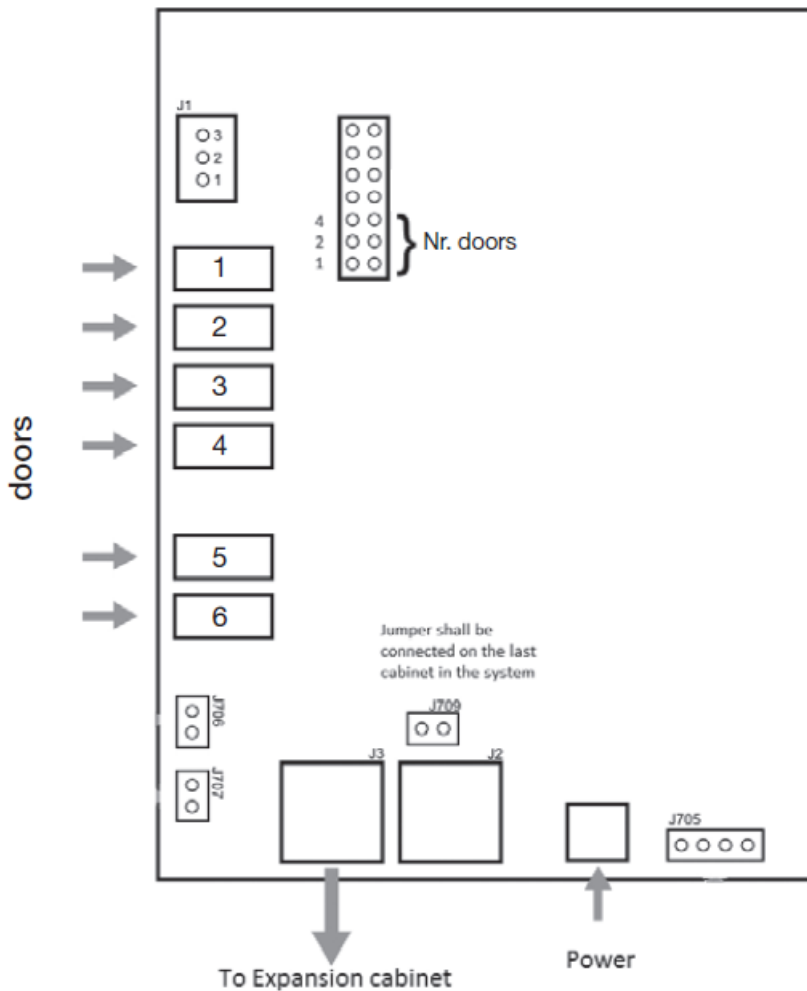 J1
3
2
1
4
2
1
Nr. doors
1
2
3
4
5
6
doors
Jumper shall be
connected on the last
cabinet in the system
J709
J706
J707
J3
J2
J705
To Expansion cabinet
Power